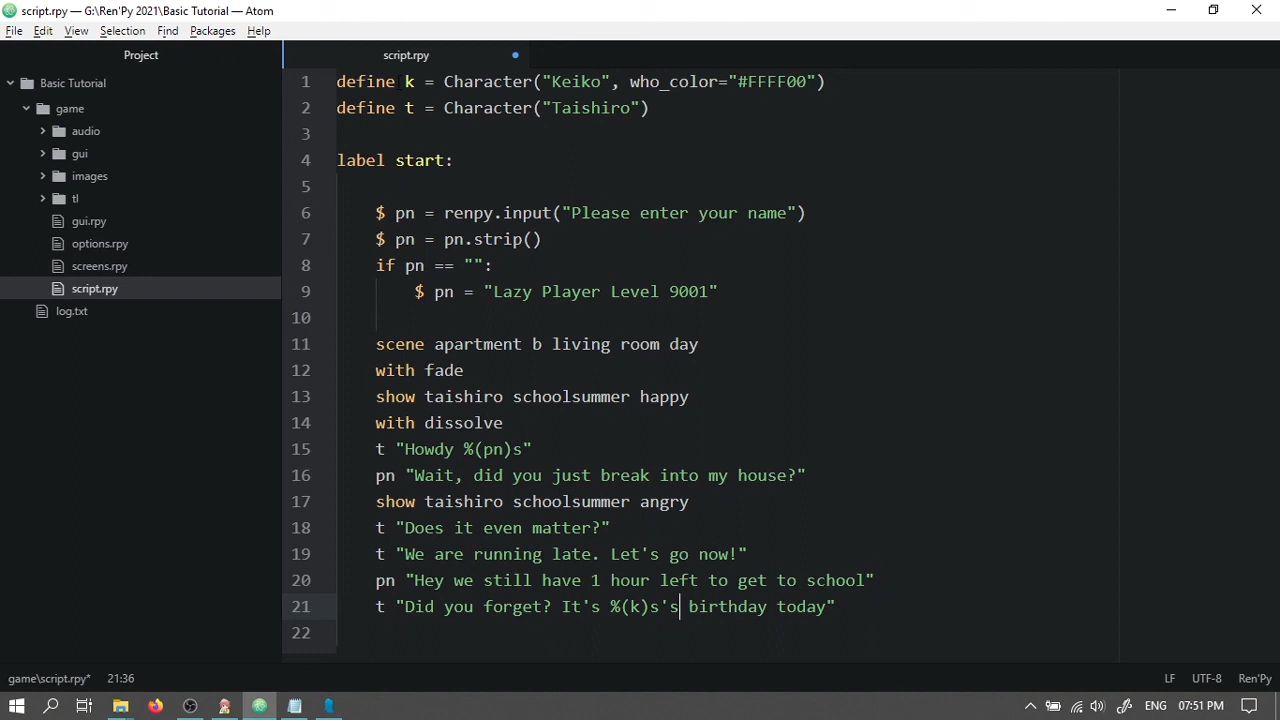 script.rpy — G:\Ren'Py 2021\Basic Tutorial — Atom
File Edit View Selection Find Packages Help
Project
script.rpy
Basic Tutorial
game
audio
gui
images
tl
gui.rpy
options.rpy
screens.rpy
script.rpy
log.txt
1 define k = Character("Keiko", who_color="#FFFF00")
2 define t = Character("Taishiro")
3
4 label start:
5
6 $ pn = renpy.input("Please enter your name")
7 $ pn = pn.strip()
8 if pn == "":
9 $ pn = "Lazy Player Level 9001"
10
11 scene apartment b living room day
12 with fade
13 show taishiro schoolsummer happy
14 with dissolve
15 t "Howdy %(pn)s"
16 pn "Wait, did you just break into my house?"
17 show taishiro schoolsummer angry
18 t "Does it even matter?"
19 t "We are running late. Let's go now!"
20 pn "Hey we still have 1 hour left to get to school"
21 t "Did you forget? It's %(k)s's birthday today"
22
game\script.rpy* 21:36 LF UTF-8 Ren'Py
ENG 07:51 PM